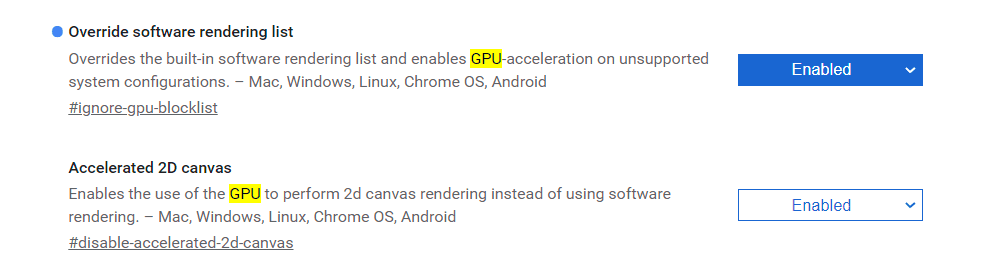 Override software rendering list
Overrides the built-in software rendering list and enables GPU-acceleration on unsupported
system configurations. – Mac, Windows, Linux, Chrome OS, Android
Enabled
#ignore-gpu-blocklist
Accelerated 2D canvas
Enables the use of the GPU to perform 2d canvas rendering instead of using software
rendering. – Mac, Windows, Linux, Chrome OS, Android
Enabled
#disable-accelerated-2d-canvas